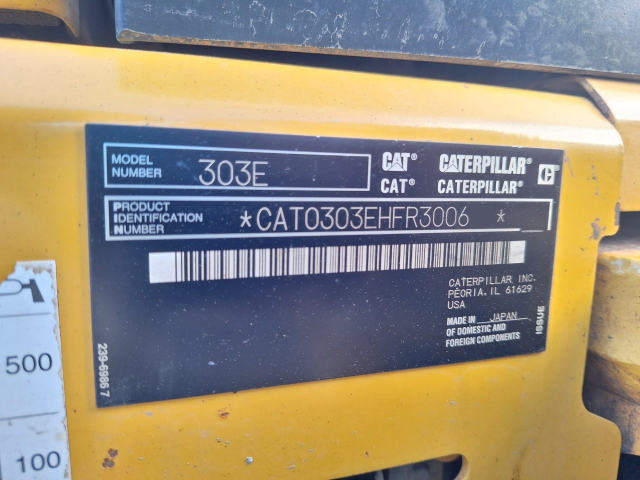 MODEL
NUMBER 303E
CAT® CATERPILLAR® C
CAT® CATERPILLAR®
PRODUCT
IDENTIFICATION
NUMBER *CAT0303EHFR3006 *
CATERPILLAR INC.
PEORIA, IL 61629
USA
MADE IN JAPAN
OF DOMESTIC AND
FOREIGN COMPONENTS
ISSUE
239-6986 7
500
100